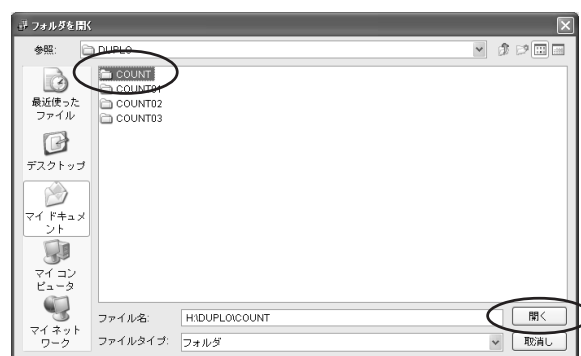 フォルダを開く
参照:
DUPLO
COUNT
COUNT01
COUNT02
COUNT03
最近使った
ファイル
デスクトップ
マイ ドキュメ
ント
マイ コン
ピュータ
マイ ネット
ワーク
ファイル名:
H:\DUPLO\COUNT
開く
ファイルタイプ:
フォルダ
取消し